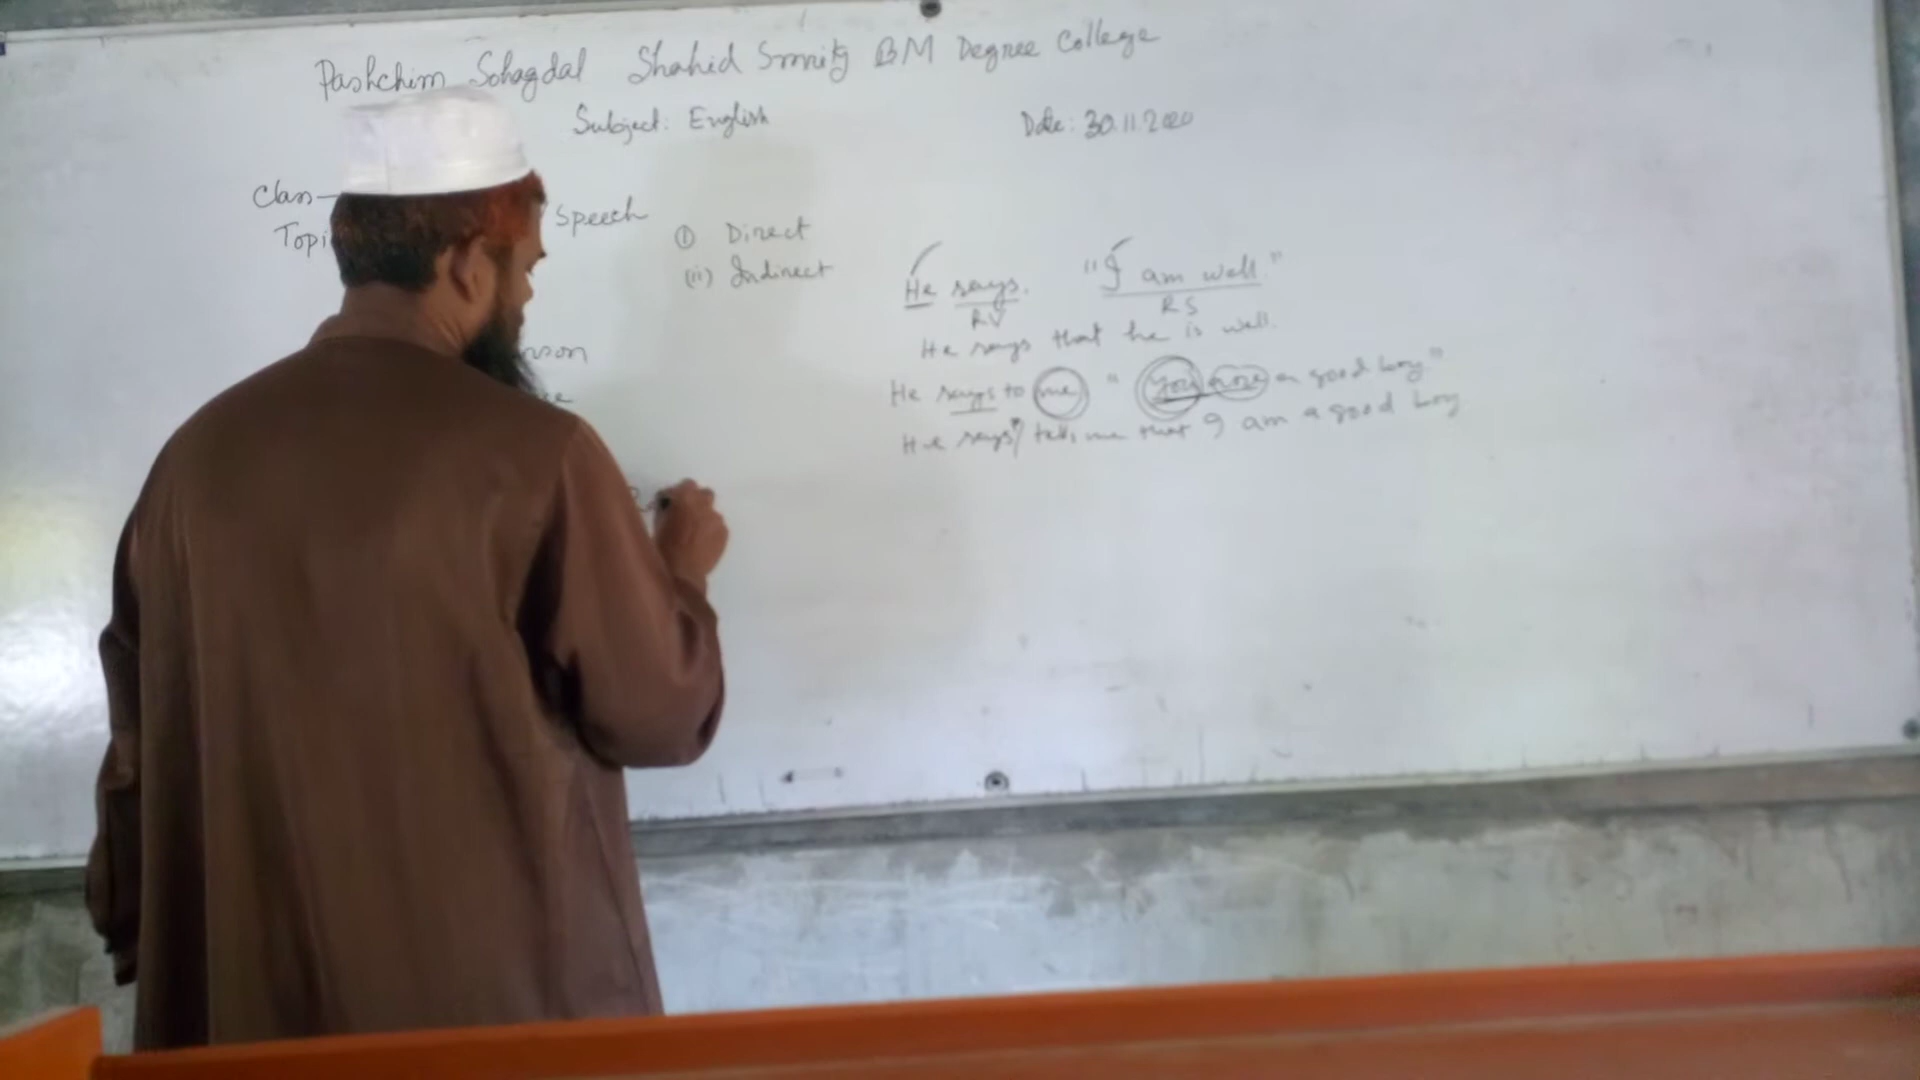 Pashchim Sohagdal Shahid Smrity BM Degree College
Subject: English
Date: 30.11.2020
Class—
Topi
Speech
(i) Direct
(ii) Indirect
He says. "I am well."
RV RS
He says that he is well.
He says to me " You are a good boy"
He says/ tells me that I am a good boy